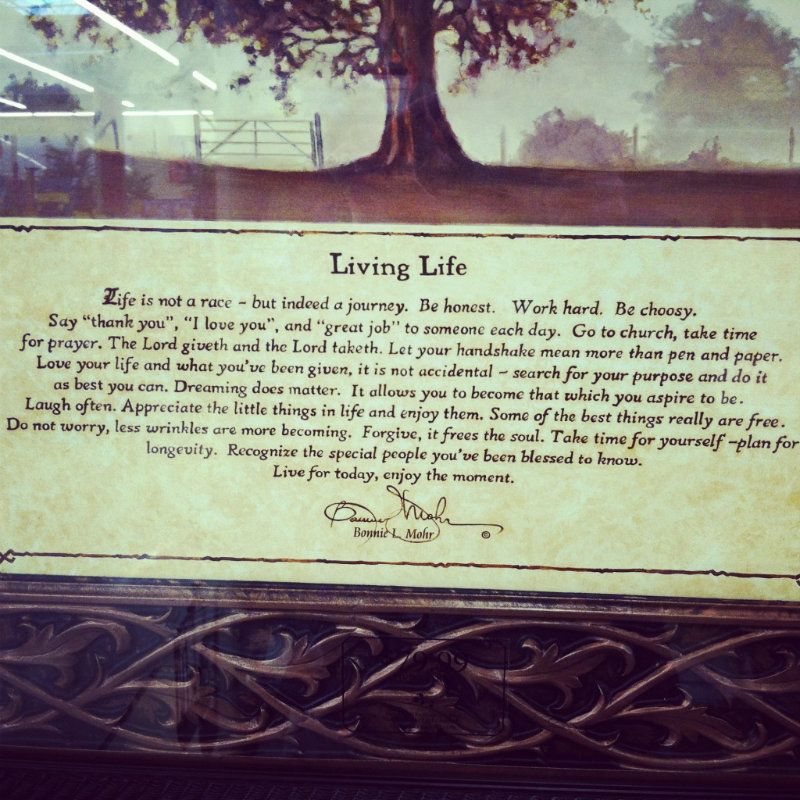 Living Life
Life is not a race – but indeed a journey. Be honest. Work hard. Be choosy.
Say “thank you”, “I love you”, and “great job” to someone each day. Go to church, take time
for prayer. The Lord giveth and the Lord taketh. Let your handshake mean more than pen and paper.
Love your life and what you've been given, it is not accidental – search for your purpose and do it
as best you can. Dreaming does matter. It allows you to become that which you aspire to be.
Laugh often. Appreciate the little things in life and enjoy them. Some of the best things really are free.
Do not worry, less wrinkles are more becoming. Forgive, it frees the soul. Take time for yourself –plan for
longevity. Recognize the special people you've been blessed to know.
Live for today, enjoy the moment.
Bonnie L. Mohr
Bonnie L. Mohr ©